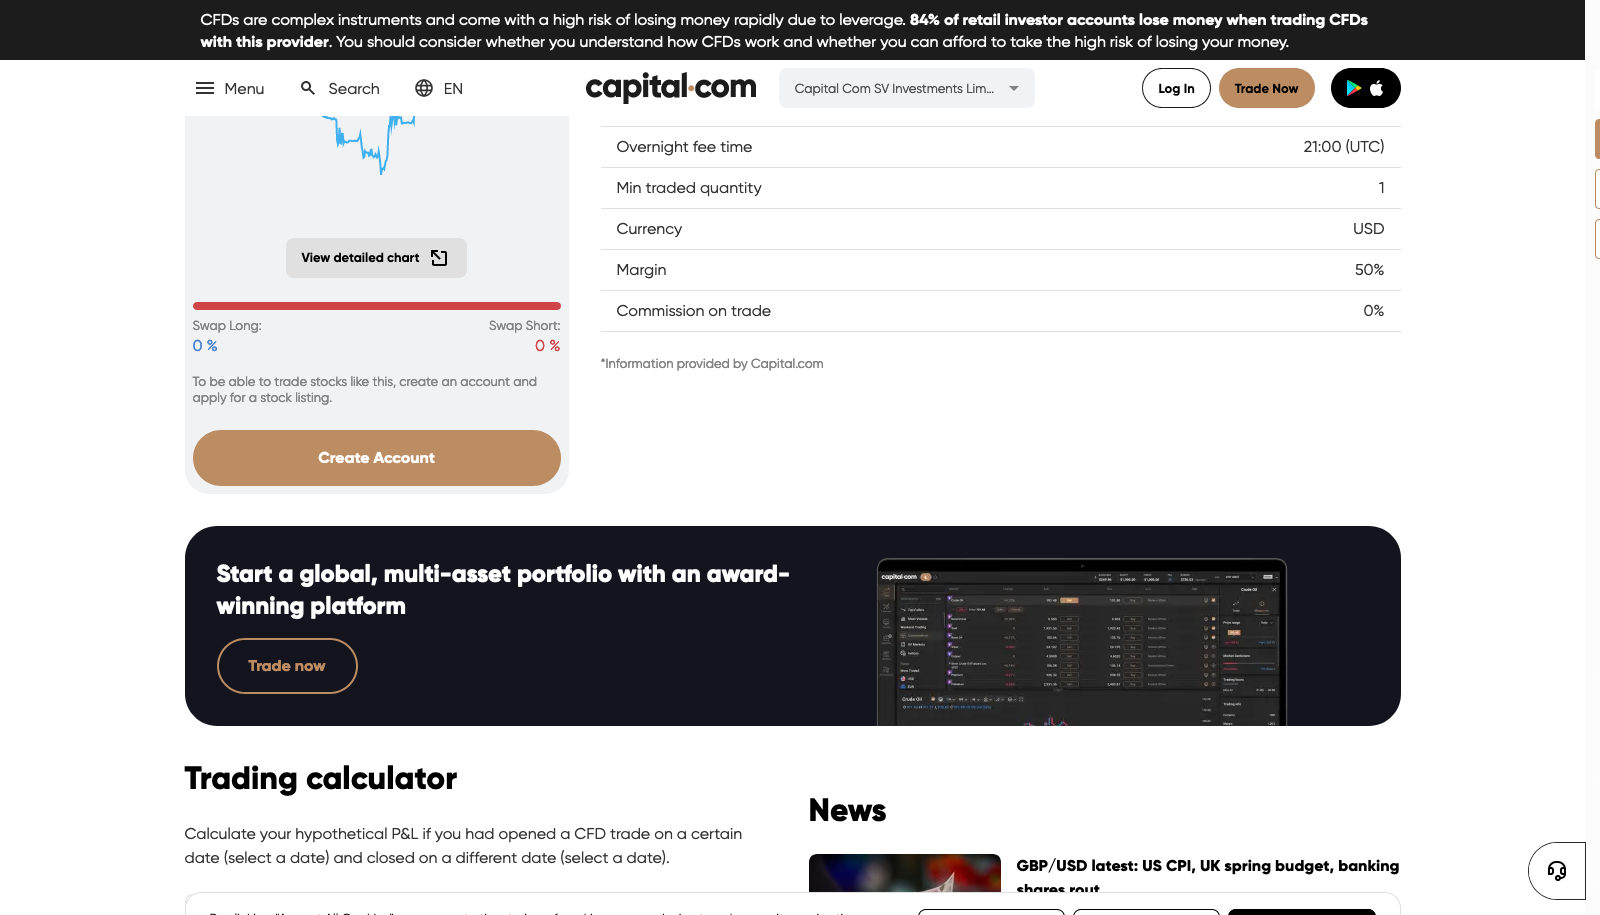 CFDs are complex instruments and come with a high risk of losing money rapidly due to leverage. 84% of retail investor accounts lose money when trading CFDs
with this provider. You should consider whether you understand how CFDs work and whether you can afford to take the high risk of losing your money.
Menu
Search
EN
capital.com
Capital Com SV Investments Lim...
Log In
Trade Now
Overnight fee time 21:00 (UTC)
Min traded quantity 1
Currency USD
Margin 50%
Commission on trade 0%
*Information provided by Capital.com
View detailed chart
Swap Long: Swap Short:
0 % 0 %
To be able to trade stocks like this, create an account and
apply for a stock listing.
Create Account
Start a global, multi-asset portfolio with an award-
winning platform
Trade now
capital.com
Crude Oil
Trading calculator
Calculate your hypothetical P&L if you had opened a CFD trade on a certain
date (select a date) and closed on a different date (select a date).
News
GBP/USD latest: US CPI, UK spring budget, banking
shares rout